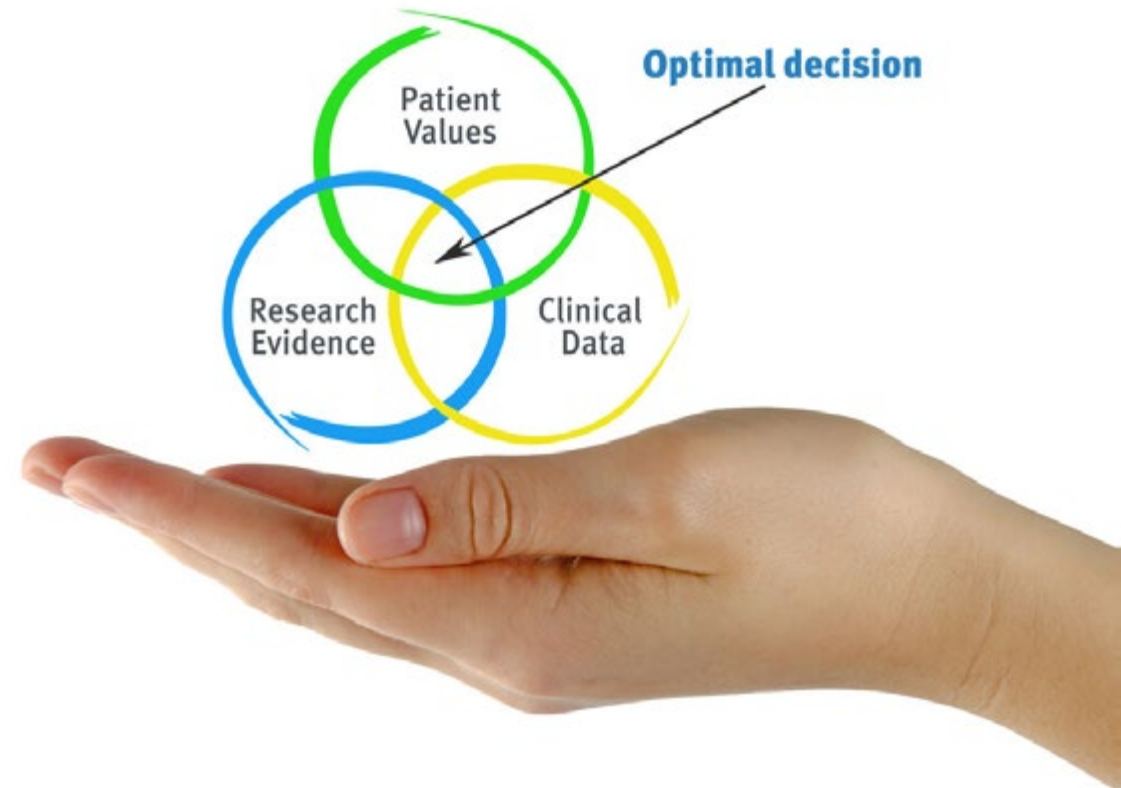 Optimal decision
Patient
Values
Research
Evidence
Clinical
Data